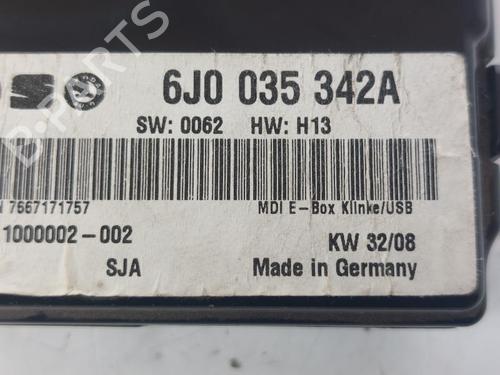 6J0 035 342A
SW: 0062 HW: H13
7667171757 MDI E-Box Klinke/USB
1000002-002 KW 32/08
SJA Made in Germany
B-PARTS